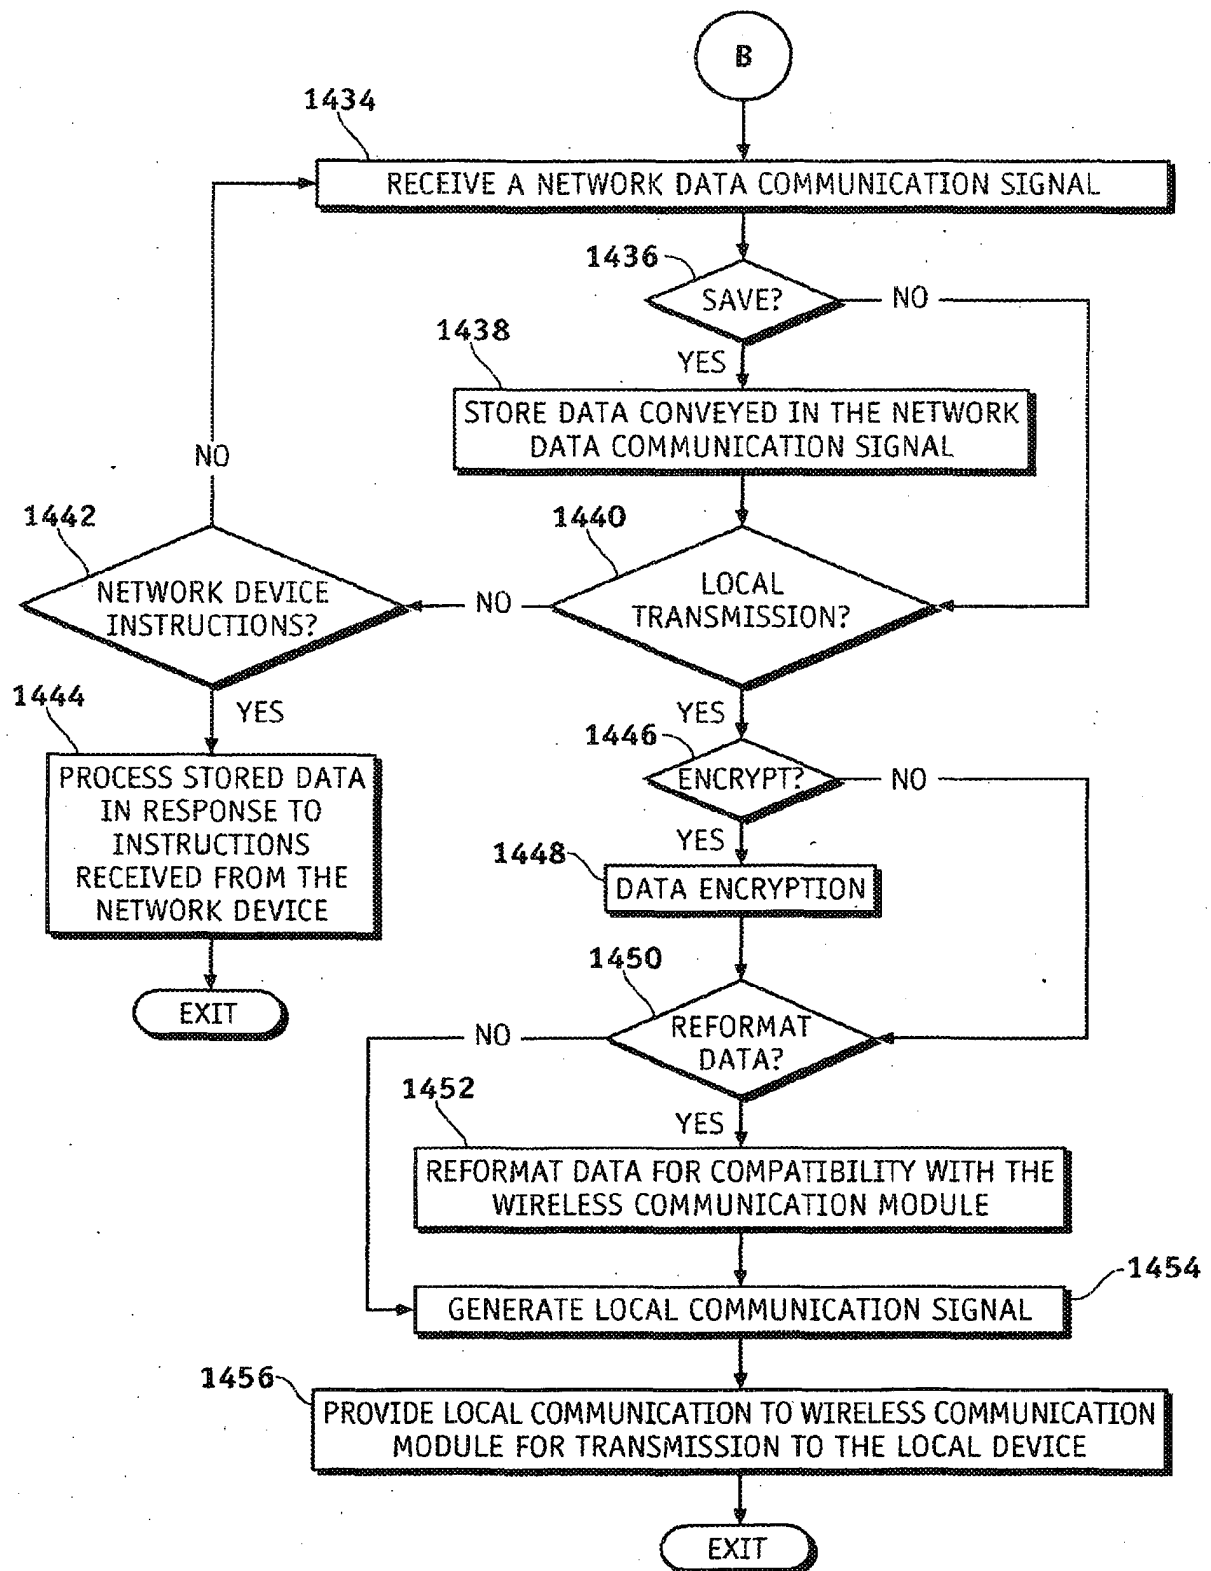 B
1434
RECEIVE A NETWORK DATA COMMUNICATION SIGNAL
1436
SAVE?
NO
1438
YES
STORE DATA CONVEYED IN THE NETWORK
DATA COMMUNICATION SIGNAL
NO
1442
1440
NETWORK DEVICE
INSTRUCTIONS?
NO
LOCAL
TRANSMISSION?
1444
YES
YES
1446
ENCRYPT?
NO
PROCESS STORED DATA
IN RESPONSE TO
INSTRUCTIONS
RECEIVED FROM THE
NETWORK DEVICE
YES
1448
DATA ENCRYPTION
1450
EXIT
NO
REFORMAT
DATA?
1452
YES
REFORMAT DATA FOR COMPATIBILITY WITH THE
WIRELESS COMMUNICATION MODULE
1454
GENERATE LOCAL COMMUNICATION SIGNAL
1456
PROVIDE LOCAL COMMUNICATION TO WIRELESS COMMUNICATION
MODULE FOR TRANSMISSION TO THE LOCAL DEVICE
EXIT